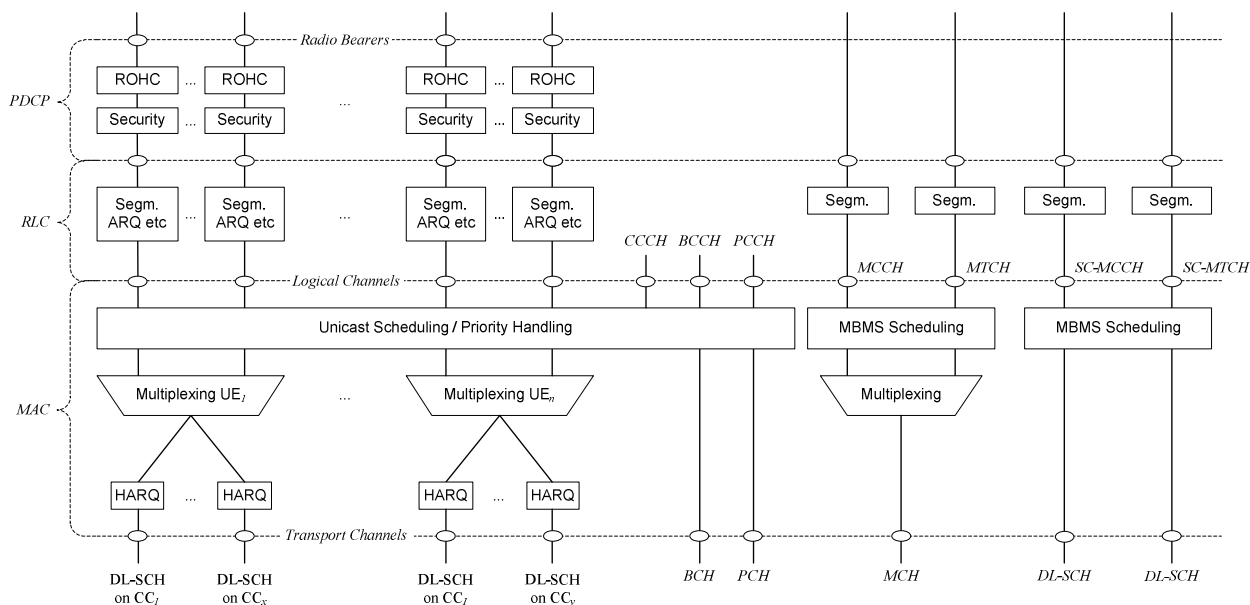 Radio Bearers
ROHC ... ROHC ROHC ... ROHC
PDCP ...
Security ... Security Security ... Security
Segm. Segm. Segm. Segm.
Segm. ARQ etc ... Segm. ARQ etc ... Segm. ARQ etc ... Segm. ARQ etc
RLC
CCCH BCCH PCCH
MCCH MTCH SC-MCCH SC-MTCH
Logical Channels
Unicast Scheduling / Priority Handling MBMS Scheduling MBMS Scheduling
Multiplexing UE1 ... Multiplexing UEn Multiplexing
MAC
HARQ ... HARQ HARQ ... HARQ
Transport Channels
DL-SCH DL-SCH DL-SCH DL-SCH BCH PCH MCH DL-SCH DL-SCH
on CC1 on CCx on CC1 on CCy